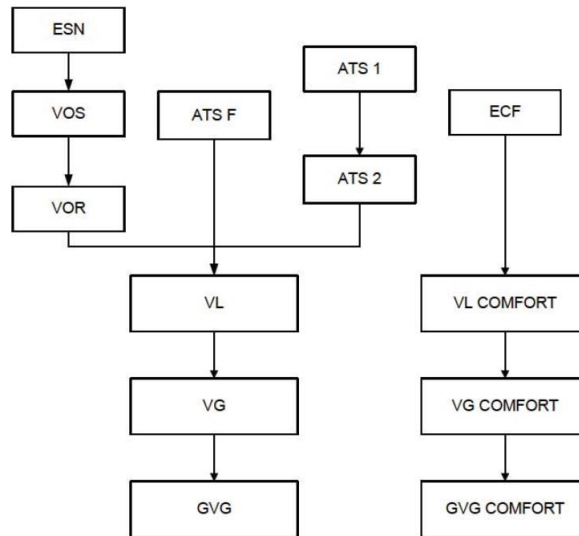 ESN
ATS 1
VOS
ATS F
ECF
ATS 2
VOR
VL
VL COMFORT
VG
VG COMFORT
GVG
GVG COMFORT